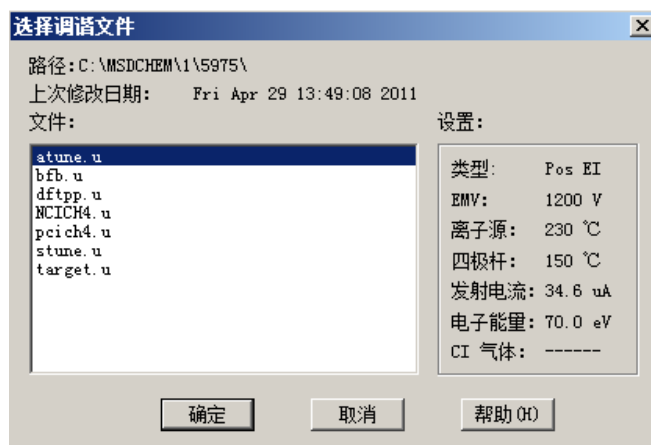 选择调谐文件
路径:C:\MSDCHEM\1\5975\
上次修改日期: Fri Apr 29 13:49:08 2011
文件:
atune.u
bfb.u
dftpp.u
NCICH4.u
pcich4.u
stune.u
target.u
设置:
类型: Pos EI
EMV: 1200 V
离子源: 230 ℃
四极杆: 150 ℃
发射电流: 34.6 uA
电子能量: 70.0 eV
CI 气体: ------
确定
取消
帮助(H)